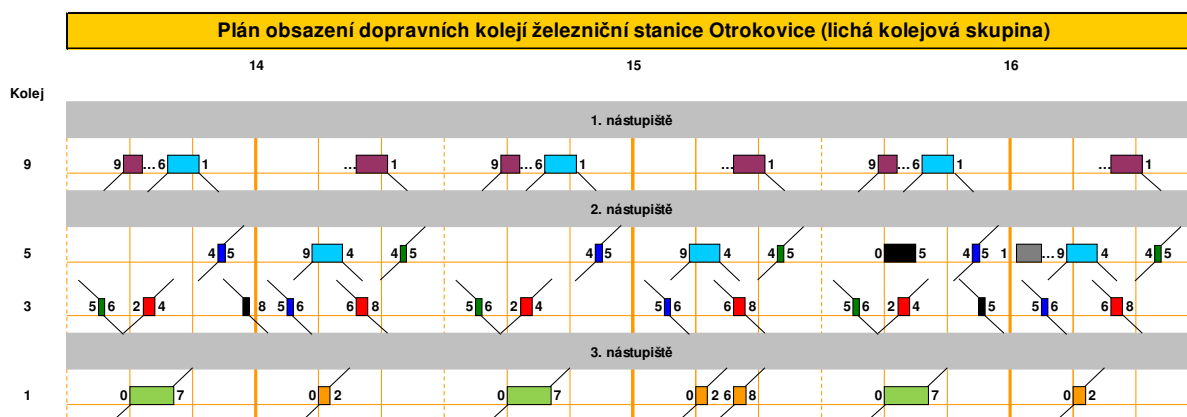 Plán obsazení dopravních kolejí železniční stanice Otrokovice (lichá kolejová skupina)
14 15 16
Kolej
1. nástupiště
9 9 ... 6 1 ... 1 9 ... 6 1 ... 1 9 ... 6 1 ... 1
2. nástupiště
5 4 5 9 4 4 5 4 5 9 4 4 5 0 5 4 5 1 ... 9 4 4 5
3 5 6 2 4 8 5 6 6 8 5 6 2 4 5 6 6 8 5 6 2 4 5 5 6 6 8
3. nástupiště
1 0 7 0 2 0 7 0 2 6 8 0 7 0 2